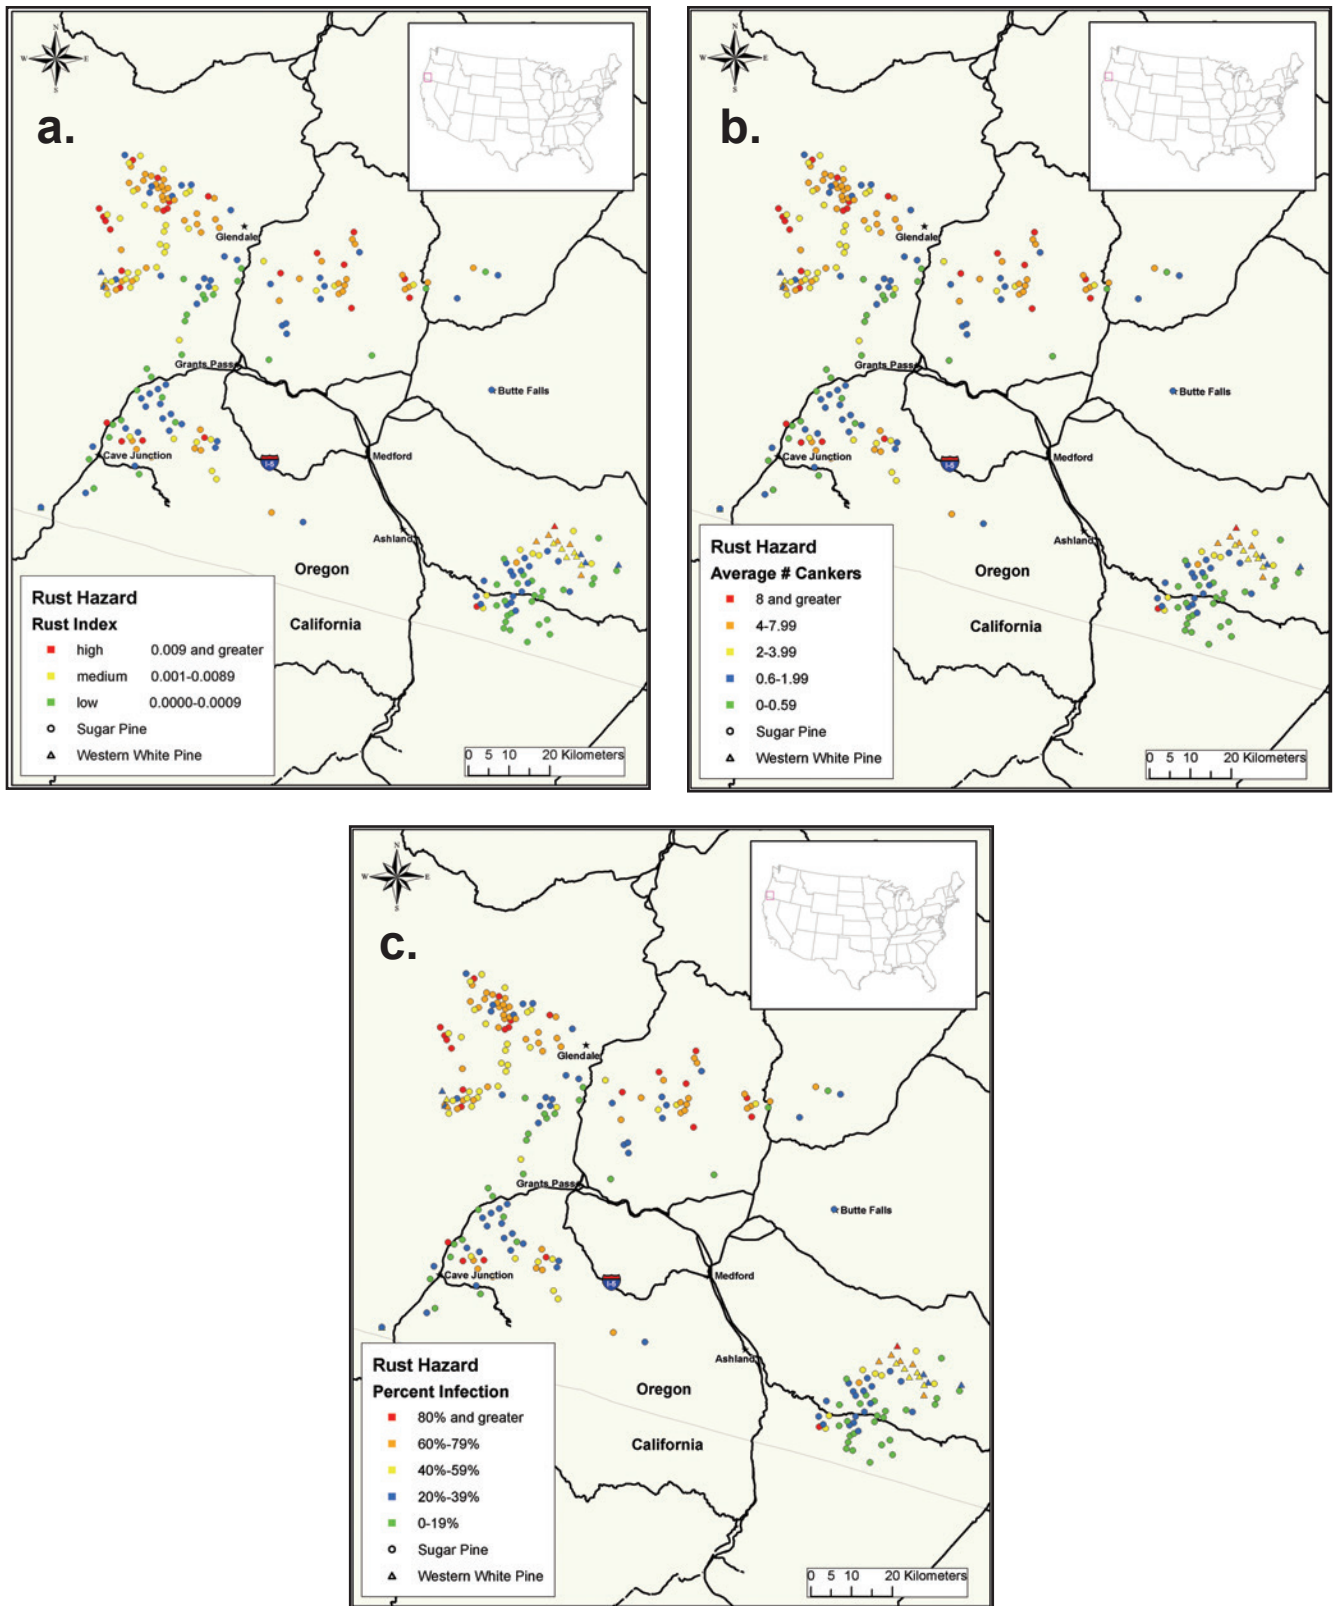 a.
N
W E
S
Glendale
Grants Pass
Butte Falls
Cave Junction
I-5
Medford
Ashland
Oregon
California
Rust Hazard
Rust Index
high 0.009 and greater
medium 0.001-0.0089
low 0.0000-0.0009
Sugar Pine
Western White Pine
0 5 10 20 Kilometers
b.
N
W E
S
Glendale
Grants Pass
Butte Falls
Cave Junction
I-5
Medford
Ashland
Oregon
California
Rust Hazard
Average # Cankers
8 and greater
4-7.99
2-3.99
0.6-1.99
0-0.59
Sugar Pine
Western White Pine
0 5 10 20 Kilometers
c.
N
W E
S
Glendale
Grants Pass
Butte Falls
Cave Junction
I-5
Medford
Ashland
Oregon
California
Rust Hazard
Percent Infection
80% and greater
60%-79%
40%-59%
20%-39%
0-19%
Sugar Pine
Western White Pine
0 5 10 20 Kilometers